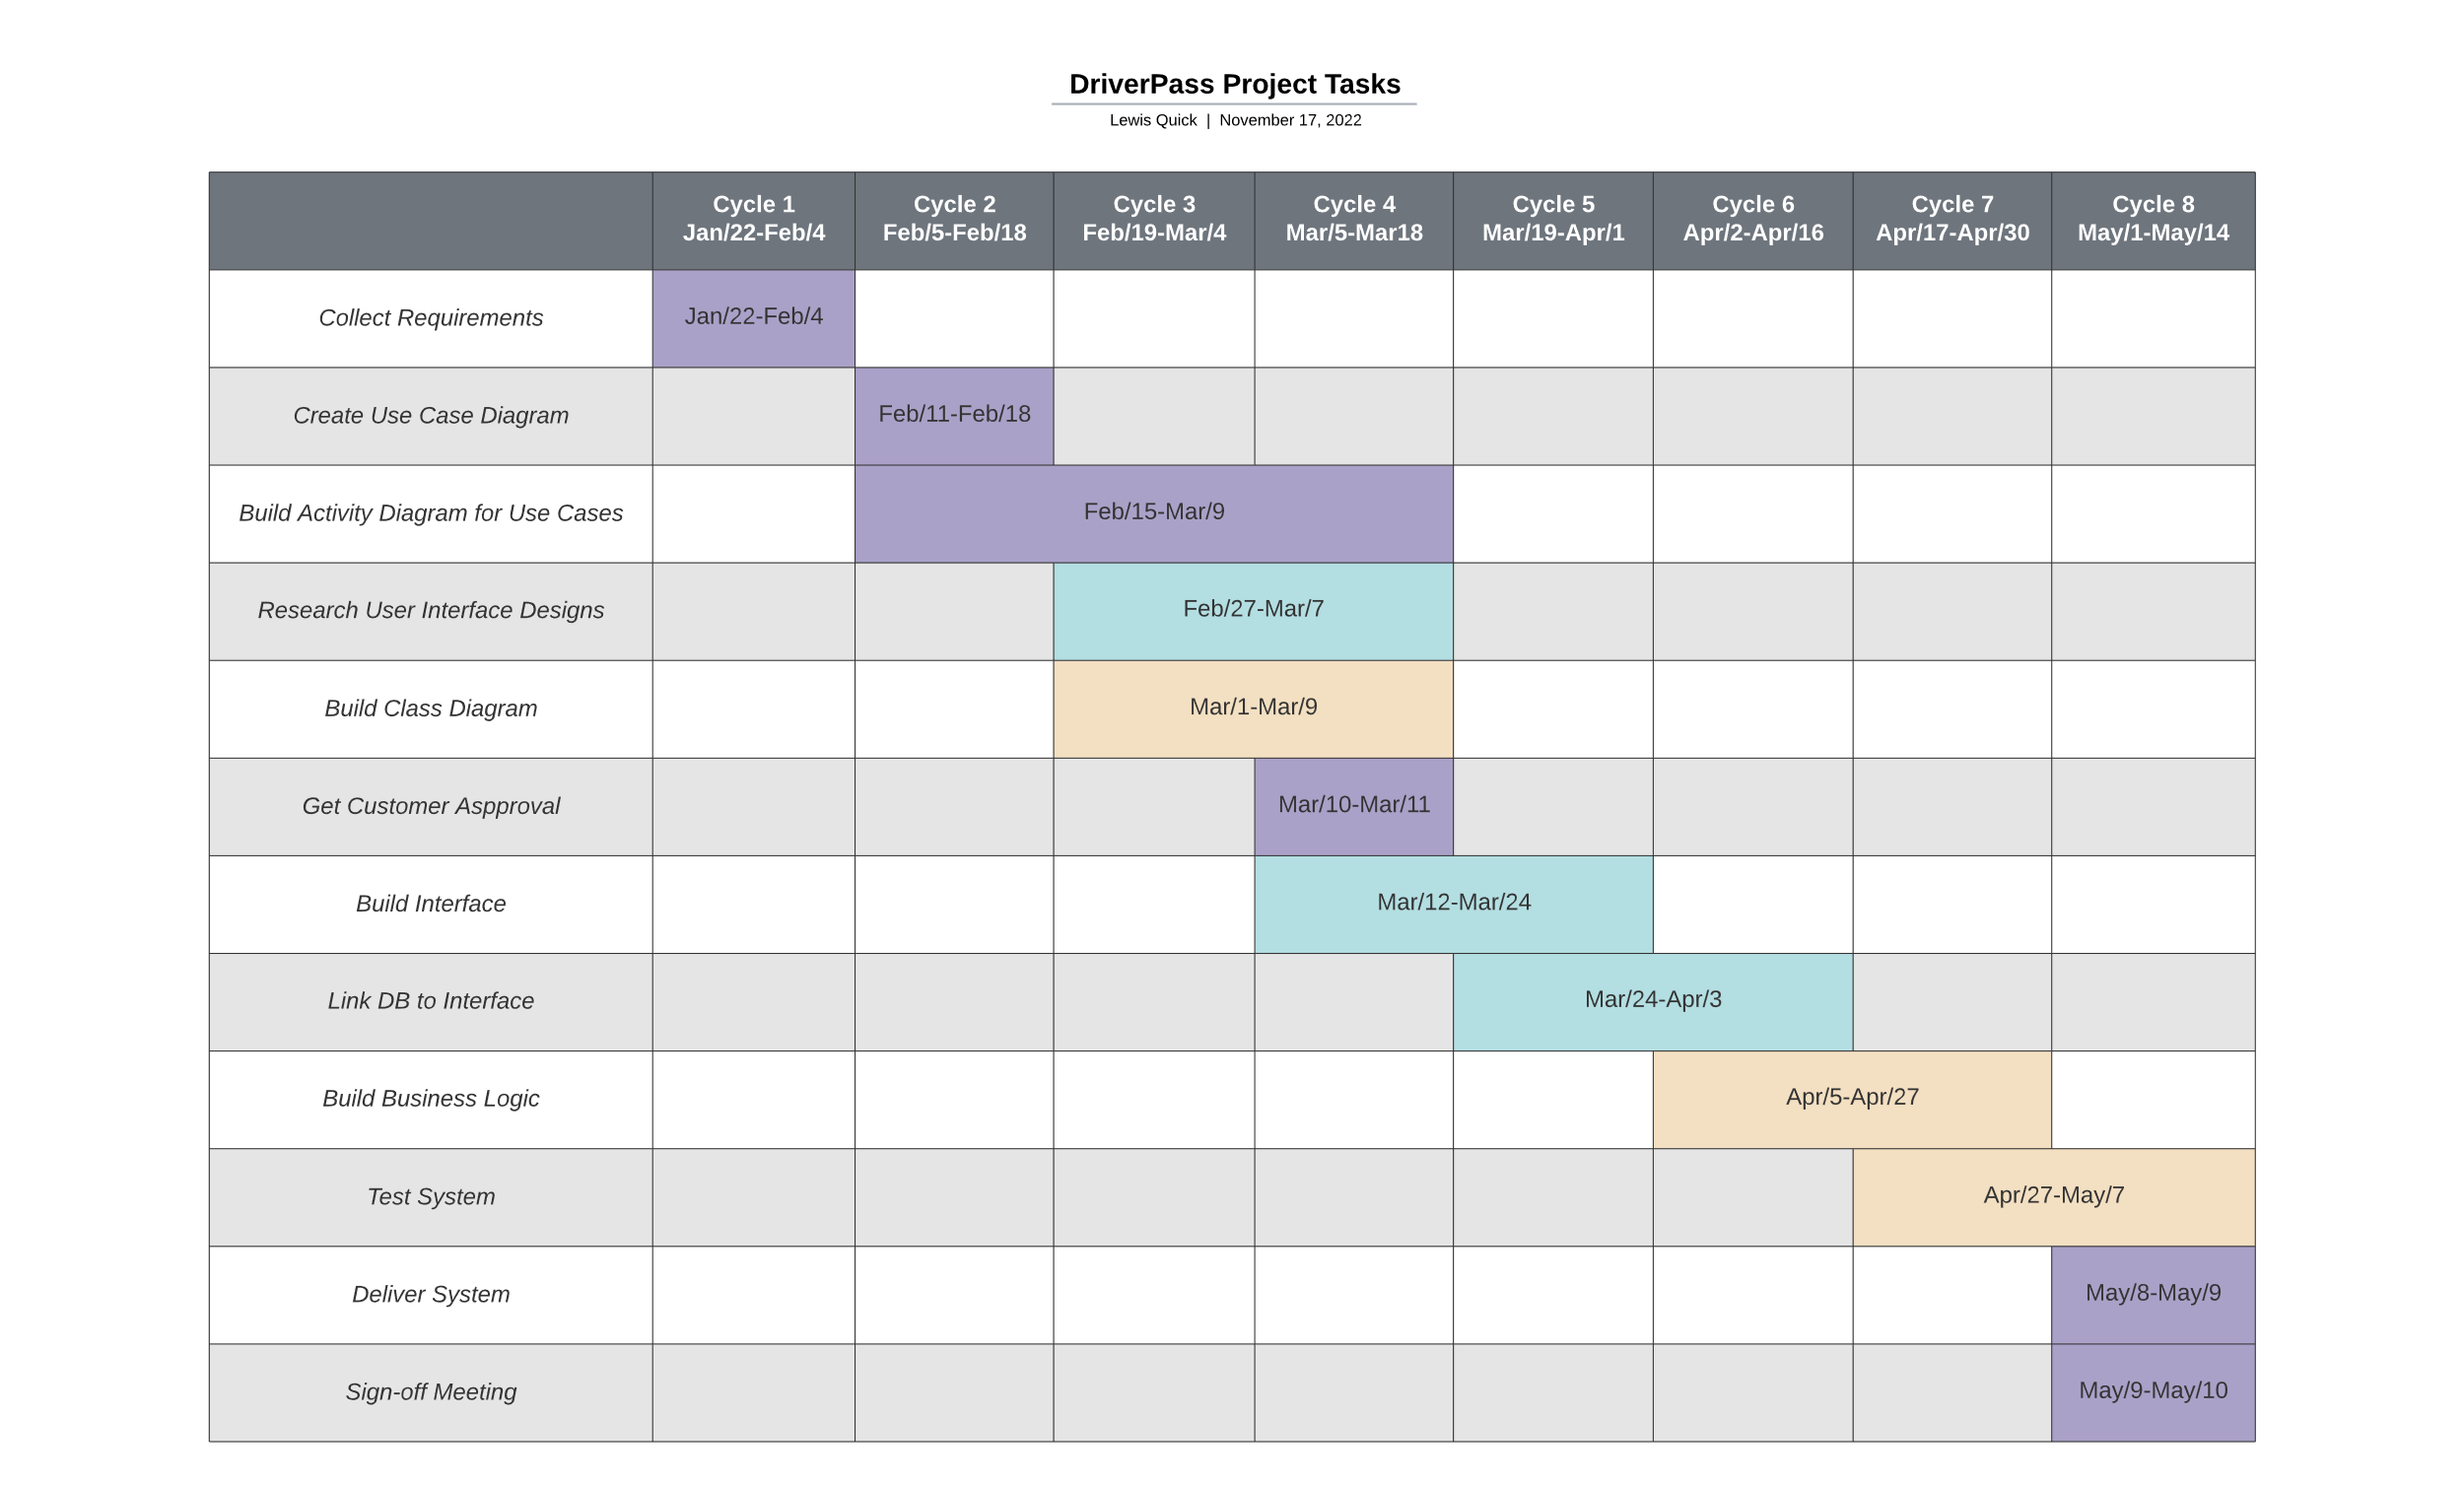 DriverPass Project Tasks
Lewis Quick | November 17, 2022
Cycle 1 Cycle 2 Cycle 3 Cycle 4 Cycle 5 Cycle 6 Cycle 7 Cycle 8
Jan/22-Feb/4 Feb/5-Feb/18 Feb/19-Mar/4 Mar/5-Mar18 Mar/19-Apr/1 Apr/2-Apr/16 Apr/17-Apr/30 May/1-May/14
Collect Requirements Jan/22-Feb/4
Create Use Case Diagram Feb/11-Feb/18
Build Activity Diagram for Use Cases Feb/15-Mar/9
Research User Interface Designs Feb/27-Mar/7
Build Class Diagram Mar/1-Mar/9
Get Customer Aspproval Mar/10-Mar/11
Build Interface Mar/12-Mar/24
Link DB to Interface Mar/24-Apr/3
Build Business Logic Apr/5-Apr/27
Test System Apr/27-May/7
Deliver System May/8-May/9
Sign-off Meeting May/9-May/10